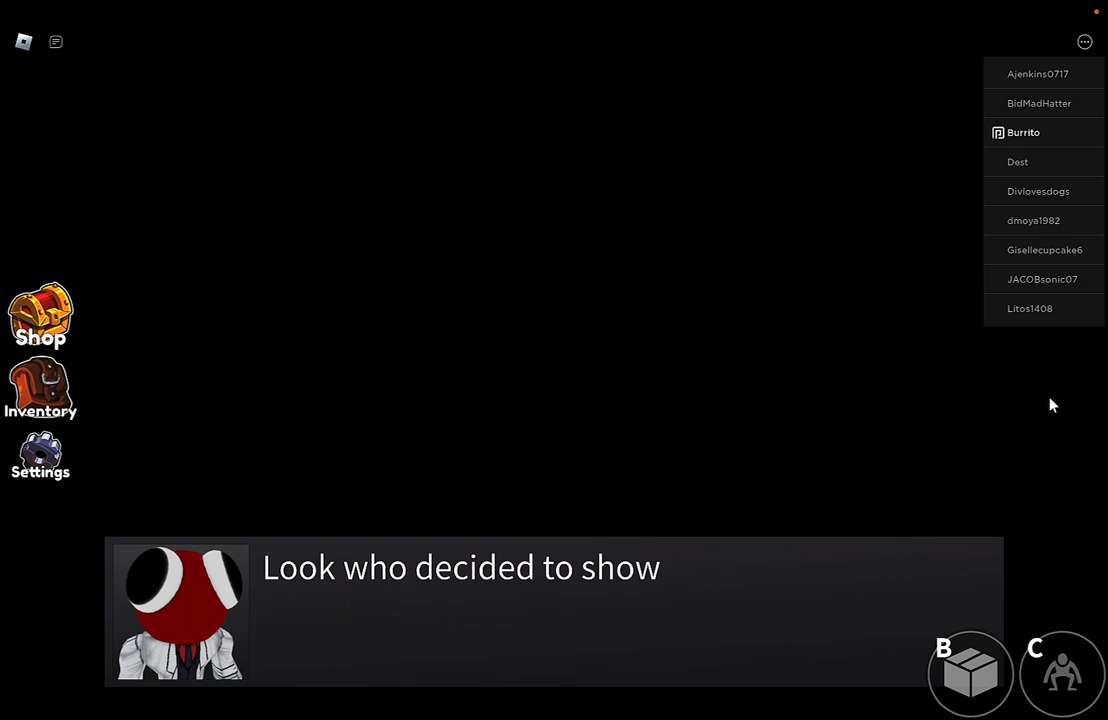 Ajenkins0717
BidMadHatter
Burrito
Dest
Divlovesdogs
dmoya1982
Gisellecupcake6
JACOBsonic07
Litos1408
Shop
Inventory
Settings
Look who decided to show
B
C